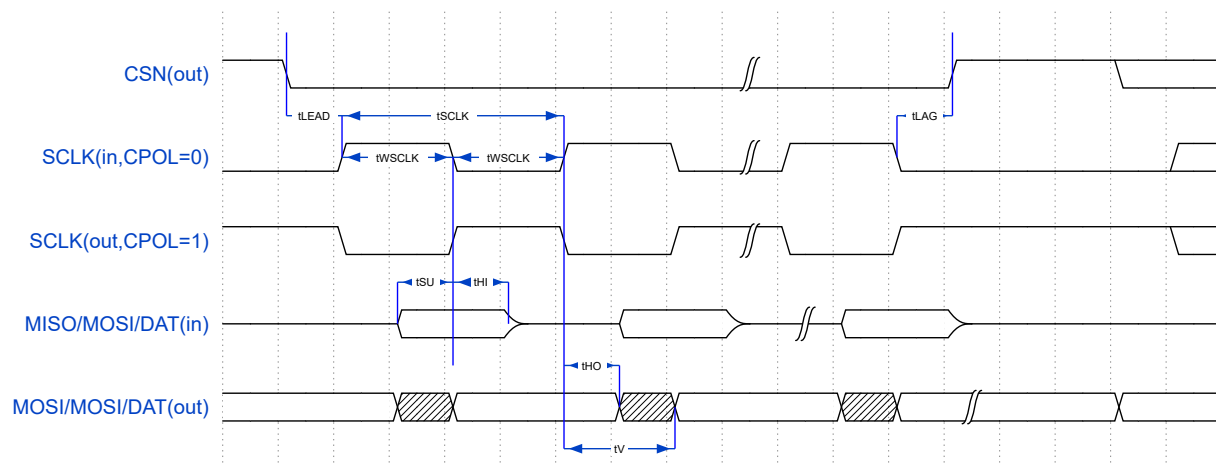 CSN(out)
tLEAD
tSCLK
tLAG
SCLK(in,CPOL=0)
tWSCLK
tWSCLK
SCLK(out,CPOL=1)
tSU
tHI
MISO/MOSI/DAT(in)
tHO
MOSI/MOSI/DAT(out)
tV